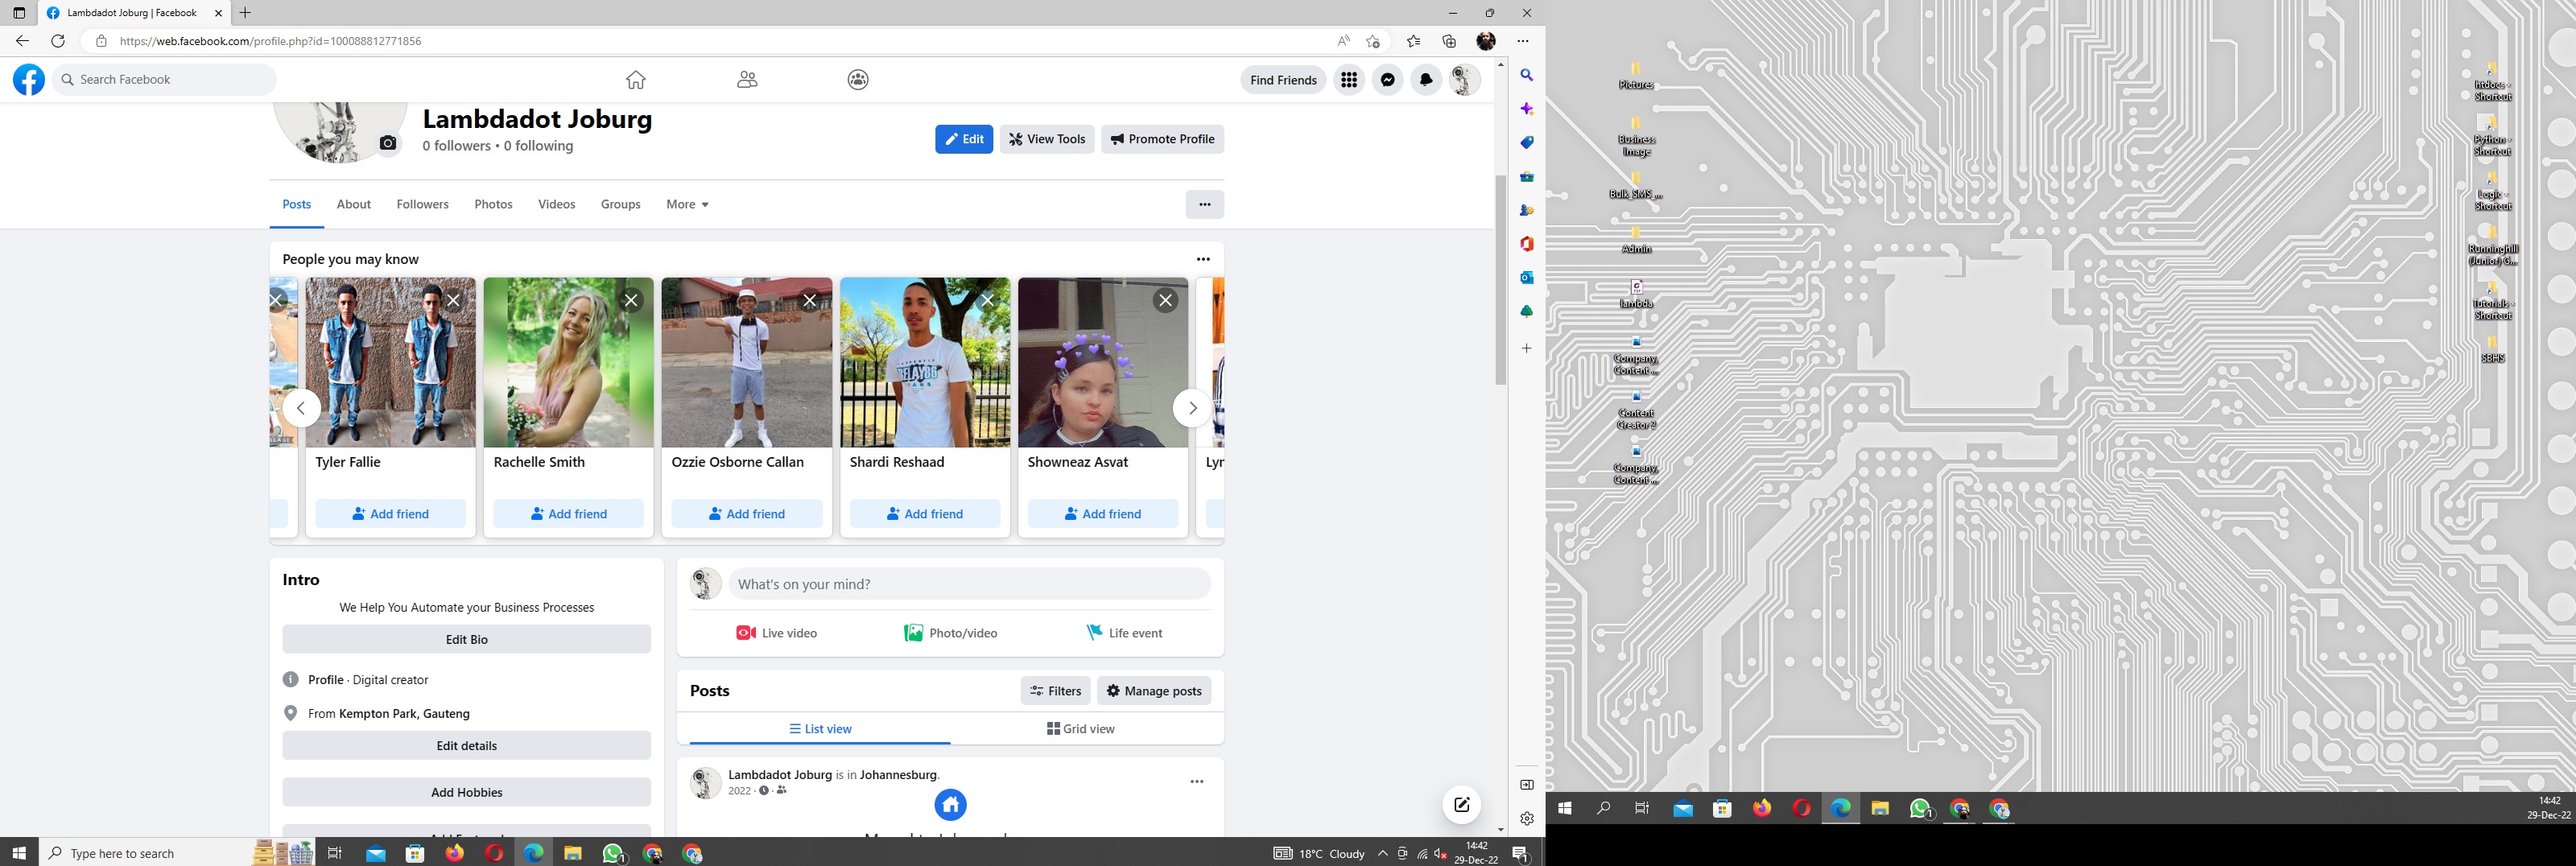 Lambdadot Joburg | Facebook
https://web.facebook.com/profile.php?id=100088812771856
Search Facebook
Find Friends
Lambdadot Joburg
0 followers • 0 following
Edit
View Tools
Promote Profile
Posts
About
Followers
Photos
Videos
Groups
More
People you may know
Tyler Fallie
Rachelle Smith
Ozzie Osborne Callan
Shardi Reshaad
Showneaz Asvat
Lyr
Add friend
Add friend
Add friend
Add friend
Add friend
Intro
We Help You Automate your Business Processes
Edit Bio
Profile · Digital creator
From Kempton Park, Gauteng
Edit details
Add Hobbies
What's on your mind?
Live video
Photo/video
Life event
Posts
Filters
Manage posts
List view
Grid view
Lambdadot Joburg is in Johannesburg.
2022
Type here to search
18°C Cloudy
14:42
29-Dec-22
Pictures
Business
Image
Bulk_SMS_...
Admin
lambda
Company,
Content ...
Content
Creator 2
Company,
Content ...
htdocs -
Shortcut
Python -
Shortcut
Logic -
Shortcut
Runninghill
(Junior) G...
Tutorials -
Shortcut
SBHS
14:42
29-Dec-22